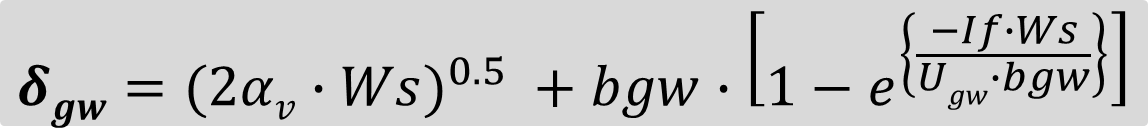 δ_gw = (2α_v · Ws)^0.5 + bgw · [1 − e^{(−If·Ws)/(U_gw·bgw)}]